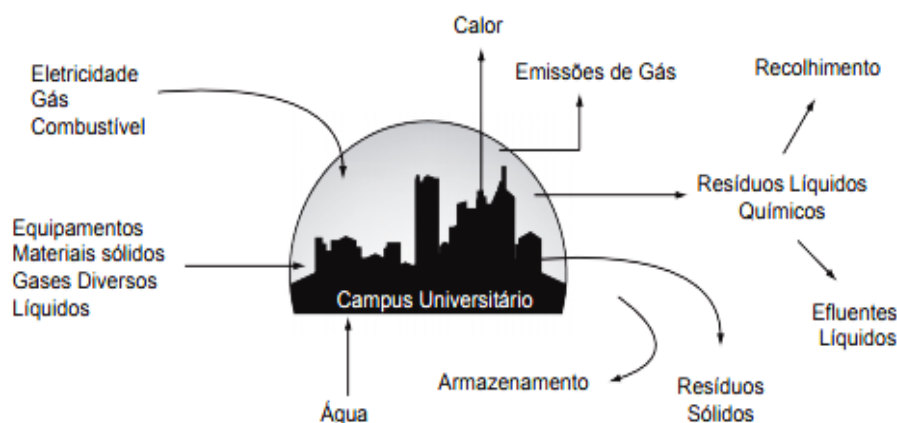 Calor
Emissões de Gás
Recolhimento
Eletricidade
Gás
Combustível
Resíduos Líquidos
Químicos
Equipamentos
Materiais sólidos
Gases Diversos
Líquidos
Campus Universitário
Efluentes
Líquidos
Armazenamento
Resíduos
Sólidos
Água